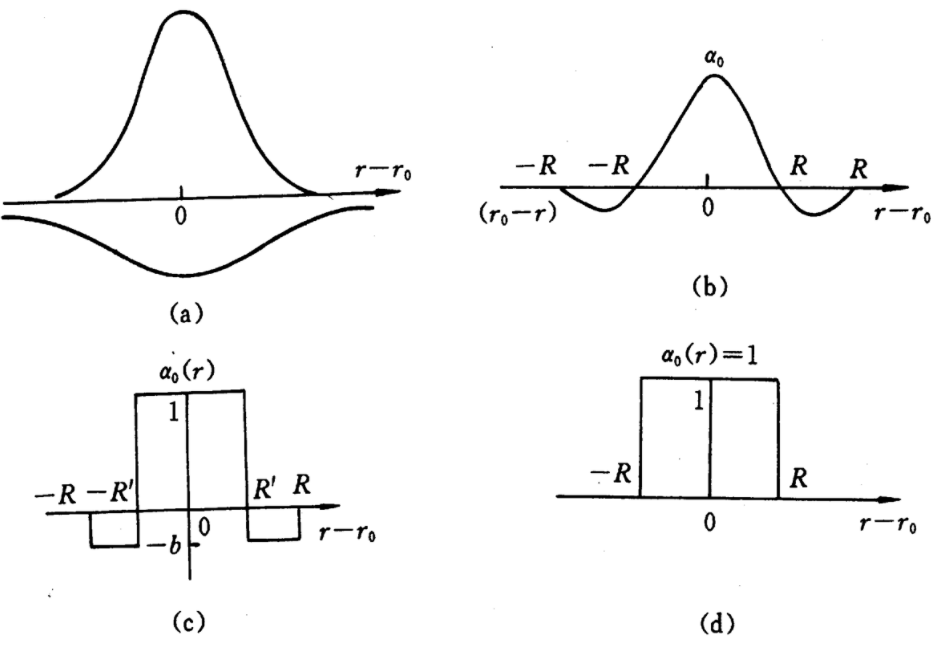 r−r₀
0
(a)
α₀
−R −R R R
(r₀−r) 0 r−r₀
(b)
α₀(r)
1
−R −R′ R′ R
0 r−r₀
−b
(c)
α₀(r)=1
1
−R R
0 r−r₀
(d)